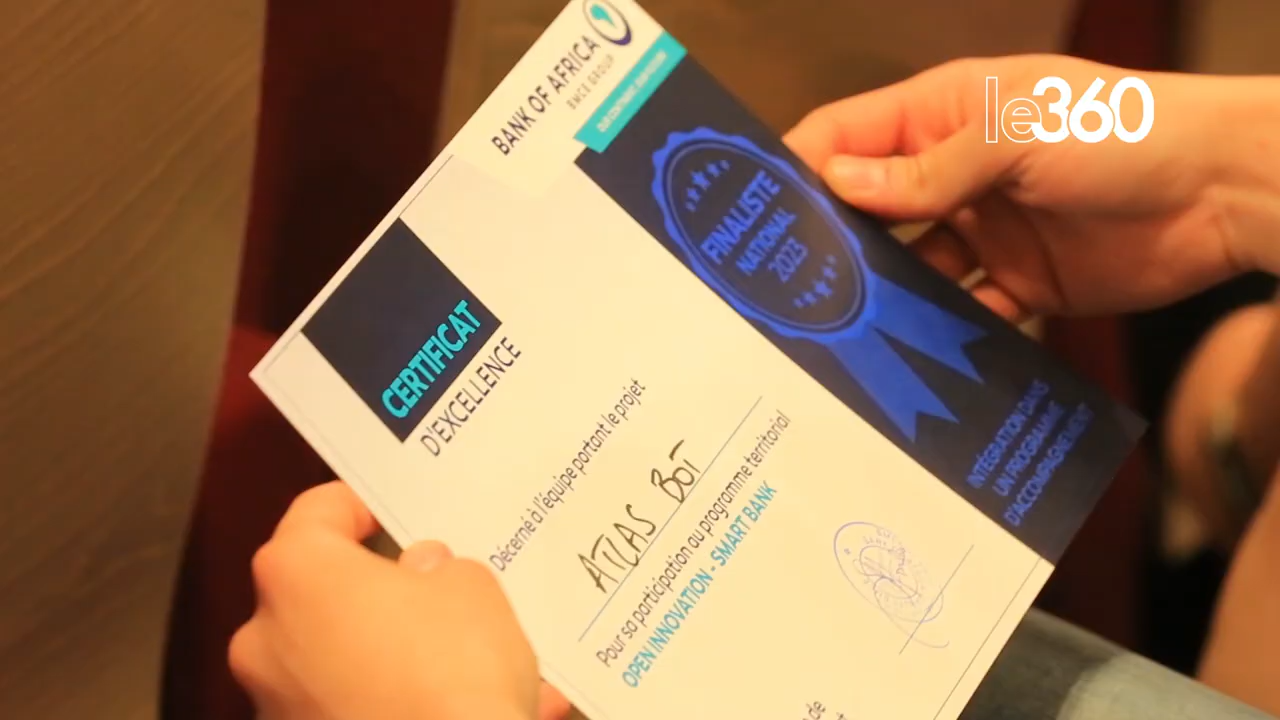 le360
BANK OF AFRICA
BMCE GROUP
FINALISTE
NATIONAL
2023
INTÉGRATION DANS
UN PROGRAMME
D'ACCOMPAGNEMENT
CERTIFICAT
D'EXCELLENCE
Décerné à l'équipe portant le projet
ATLAS BOT
Pour sa participation au programme territorial
OPEN INNOVATION - SMART BANK
de